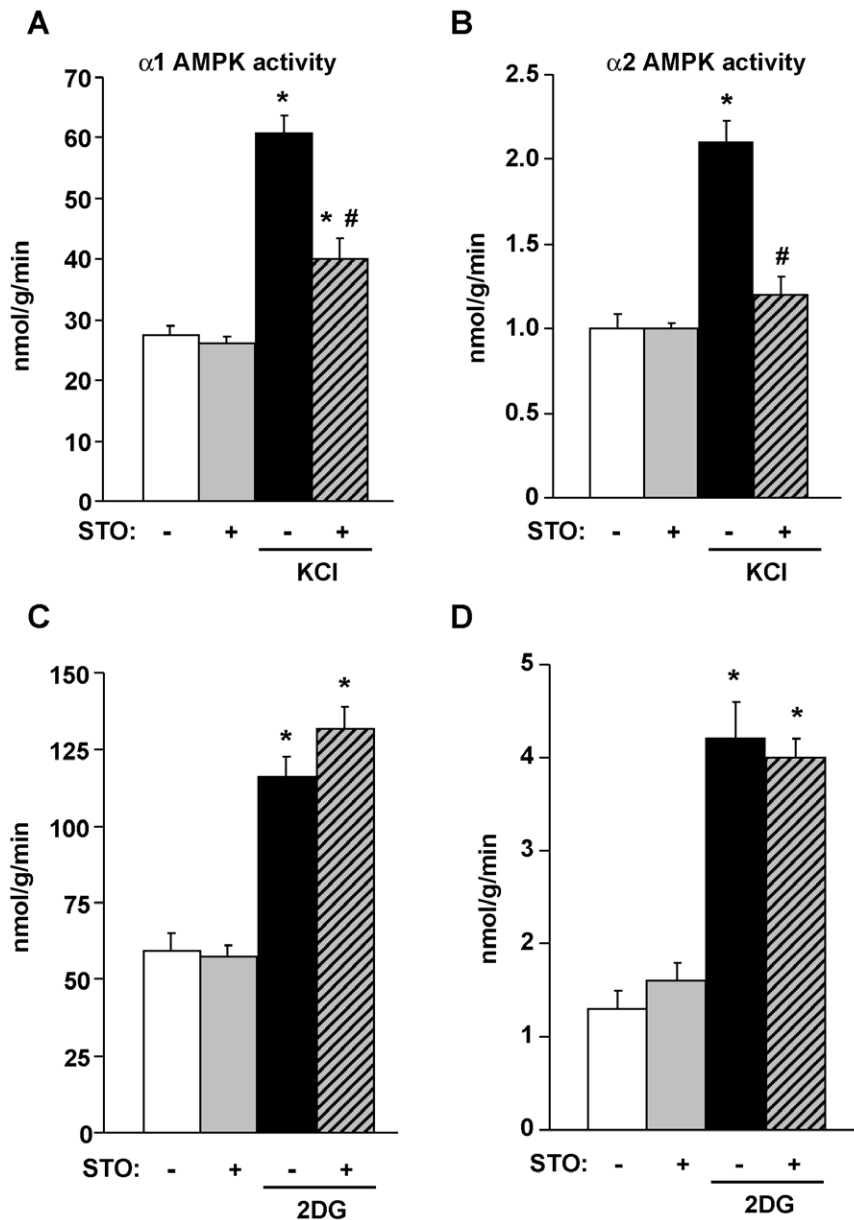 A
α1 AMPK activity
70
60
50
40
30
20
10
0
nmol/g/min
*
* #
STO: - + - +
KCl
B
α2 AMPK activity
2.5
2.0
1.5
1.0
0.5
0
nmol/g/min
*
#
STO: - + - +
KCl
C
150
125
100
75
50
25
0
nmol/g/min
*
*
STO: - + - +
2DG
D
5
4
3
2
1
0
nmol/g/min
*
*
STO: - + - +
2DG